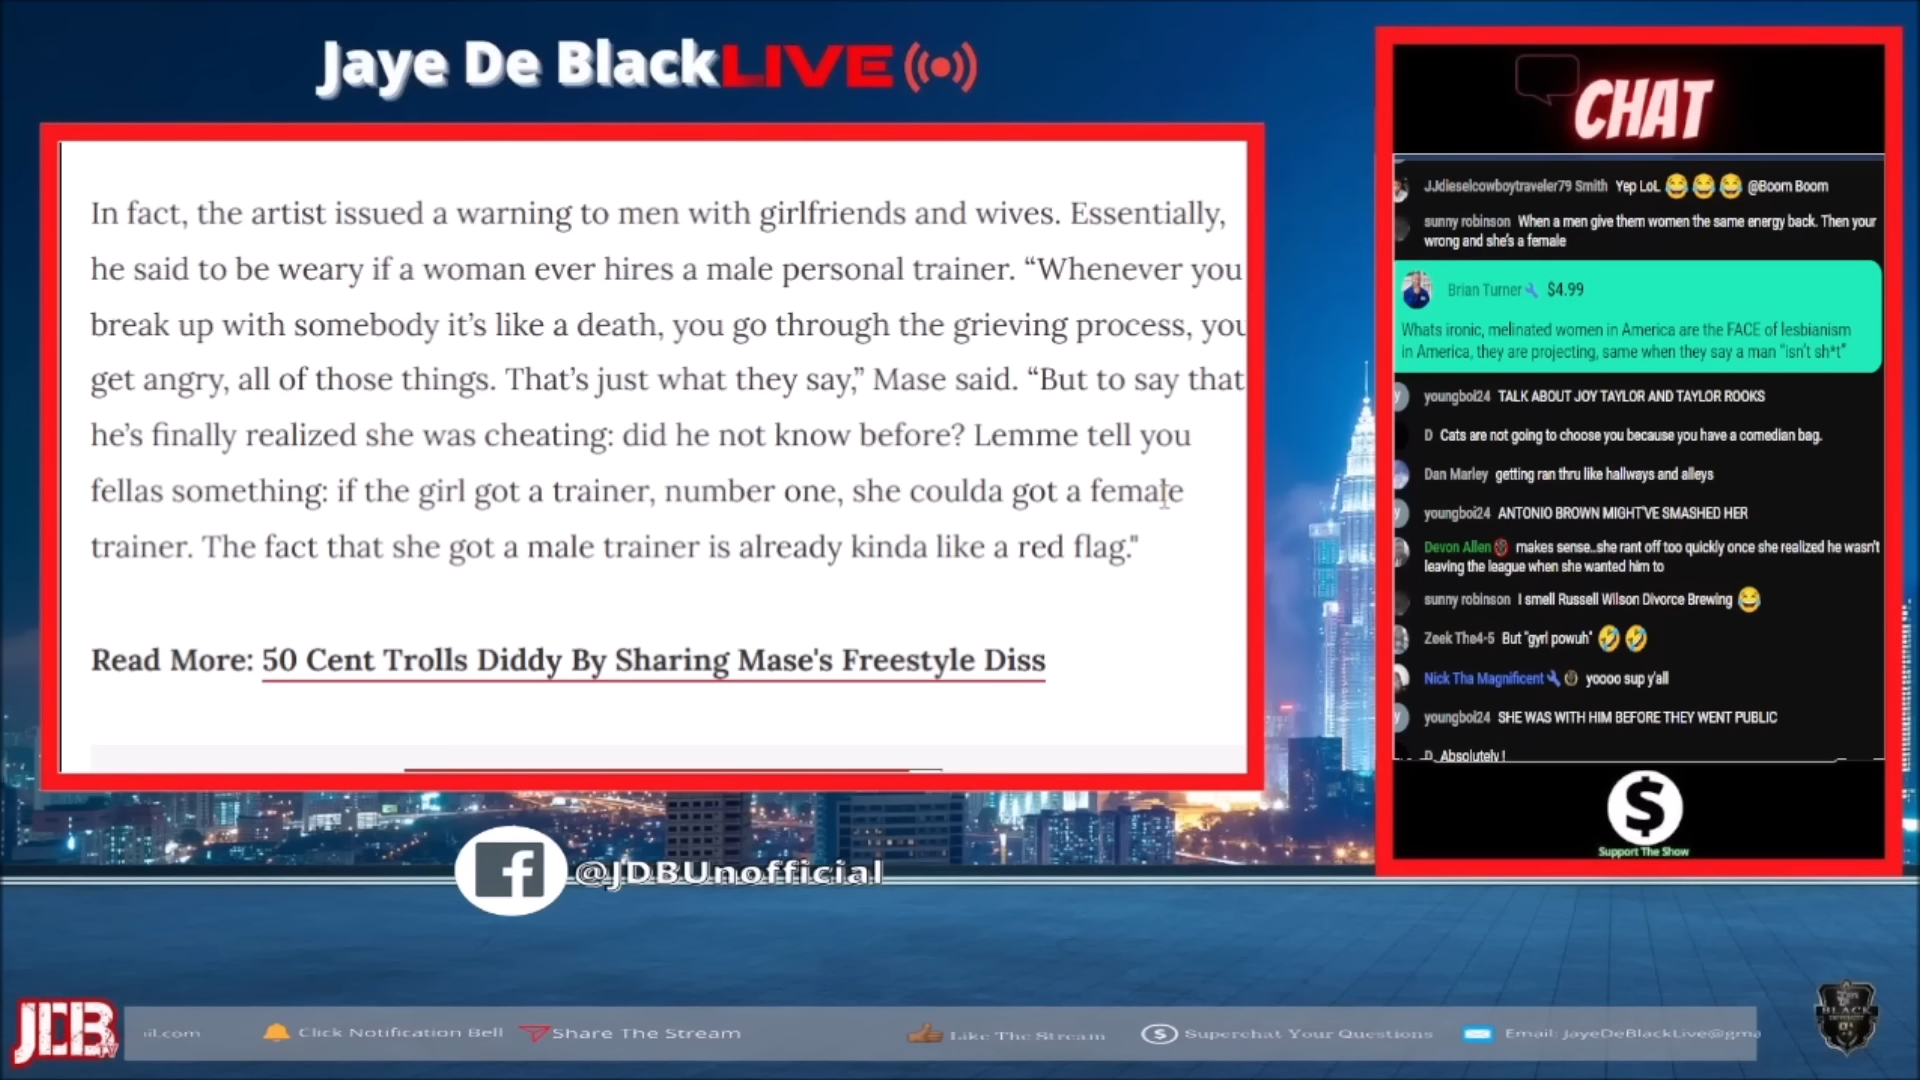 Jaye De BlackLIVE
In fact, the artist issued a warning to men with girlfriends and wives. Essentially,
he said to be weary if a woman ever hires a male personal trainer. “Whenever you
break up with somebody it’s like a death, you go through the grieving process, you
get angry, all of those things. That’s just what they say,” Mase said. “But to say that
he’s finally realized she was cheating: did he not know before? Lemme tell you
fellas something: if the girl got a trainer, number one, she coulda got a female
trainer. The fact that she got a male trainer is already kinda like a red flag."
Read More: 50 Cent Trolls Diddy By Sharing Mase's Freestyle Diss
CHAT
JJdieselcowboytraveler79 Smith Yep LoL 😂😂😂 @Boom Boom
sunny robinson When a men give them women the same energy back. Then your
wrong and she's a female
Brian Turner $4.99
Whats ironic, melinated women in America are the FACE of lesbianism
in America, they are projecting, same when they say a man "isn't sh*t"
y youngboi24 TALK ABOUT JOY TAYLOR AND TAYLOR ROOKS
D Cats are not going to choose you because you have a comedian bag.
Dan Marley getting ran thru like hallways and alleys
y youngboi24 ANTONIO BROWN MIGHT'VE SMASHED HER
Devon Allen makes sense..she rant off too quickly once she realized he wasn't
leaving the league when she wanted him to
sunny robinson I smell Russell Wilson Divorce Brewing 😂
Zeek The4-5 But "gyrl powuh" 🤣🤣
Nick Tha Magnificent yoooo sup y'all
y youngboi24 SHE WAS WITH HIM BEFORE THEY WENT PUBLIC
D Absolutely !
$
Support The Show
f @JDBUnofficial
JDB TV
il.com Click Notification Bell Share The Stream Like The Stream $ Superchat Your Questions Email: JayeDeBlackLive@gma
BLACK